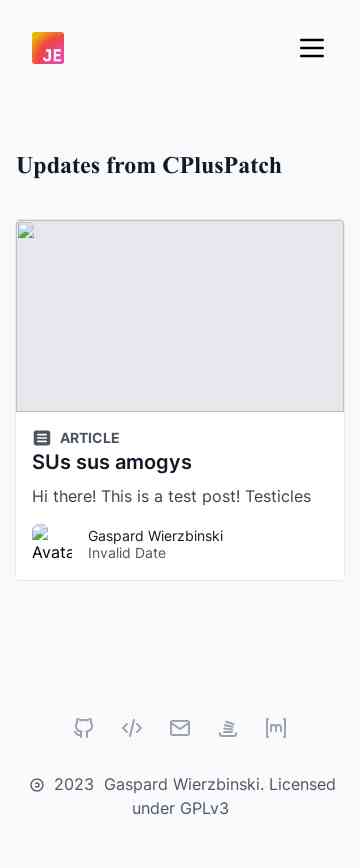 JE
Updates from CPlusPatch
ARTICLE
SUs sus amogys
Hi there! This is a test post! Testicles
Avata
Gaspard Wierzbinski
Invalid Date
[m]
2023 Gaspard Wierzbinski. Licensed
under GPLv3